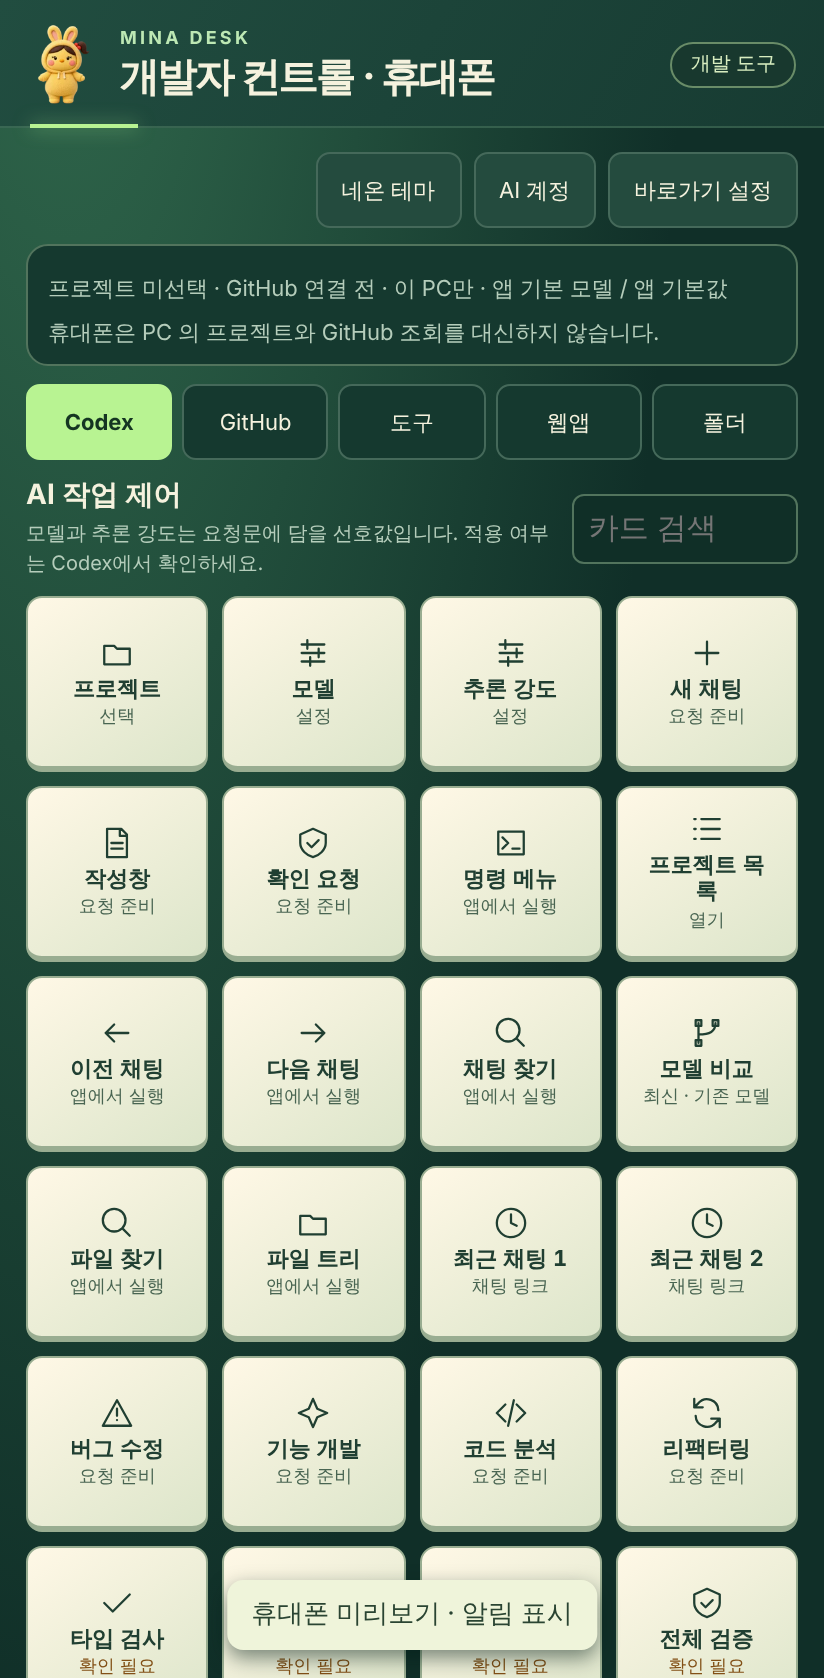 MINA DESK
개발자 컨트롤 · 휴대폰
개발 도구
네온 테마
AI 계정
바로가기 설정
프로젝트 미선택 · GitHub 연결 전 · 이 PC만 · 앱 기본 모델 / 앱 기본값
휴대폰은 PC 의 프로젝트와 GitHub 조회를 대신하지 않습니다.
Codex
GitHub
도구
웹앱
폴더
AI 작업 제어
모델과 추론 강도는 요청문에 담을 선호값입니다. 적용 여부
는 Codex에서 확인하세요.
카드 검색
프로젝트
선택
모델
설정
추론 강도
설정
새 채팅
요청 준비
작성창
요청 준비
확인 요청
요청 준비
명령 메뉴
앱에서 실행
프로젝트 목
록
열기
이전 채팅
앱에서 실행
다음 채팅
앱에서 실행
채팅 찾기
앱에서 실행
모델 비교
최신 · 기존 모델
파일 찾기
앱에서 실행
파일 트리
앱에서 실행
최근 채팅 1
채팅 링크
최근 채팅 2
채팅 링크
버그 수정
요청 준비
기능 개발
요청 준비
코드 분석
요청 준비
리팩터링
요청 준비
타입 검사
확인 필요
휴대폰 미리보기 · 알림 표시
확인 필요
확인 필요
전체 검증
확인 필요